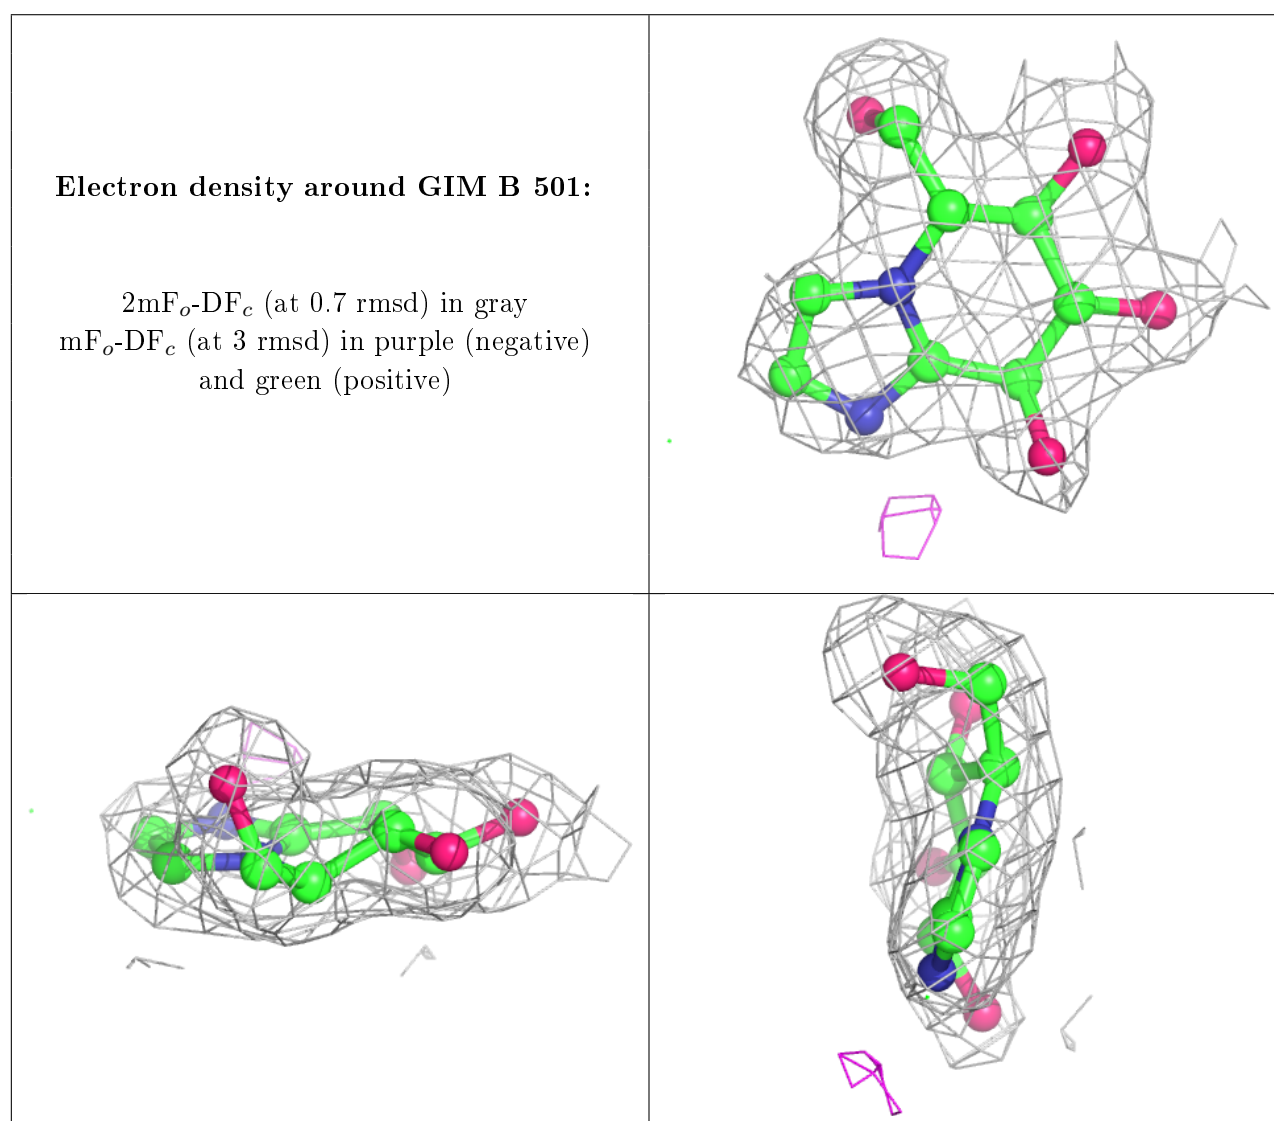 Electron density around GIM B 501:
2mFo-DFc (at 0.7 rmsd) in gray
mFo-DFc (at 3 rmsd) in purple (negative)
and green (positive)